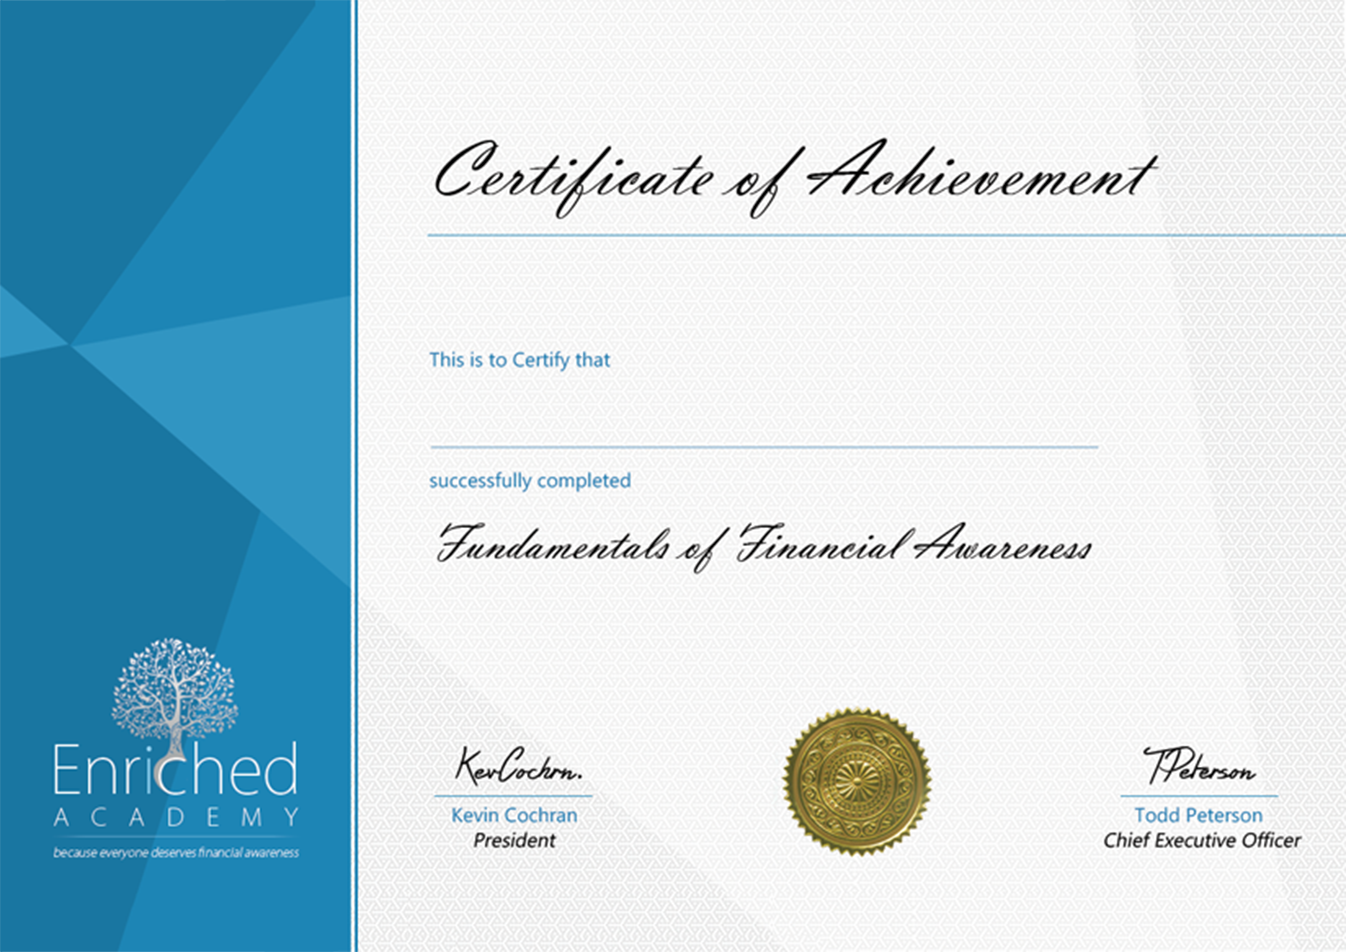 Certificate of Achievement
This is to Certify that
successfully completed
Fundamentals of Financial Awareness
Enriched
ACADEMY
because everyone deserves financial awareness
KevCochrn.
Kevin Cochran
President
TPeterson
Todd Peterson
Chief Executive Officer